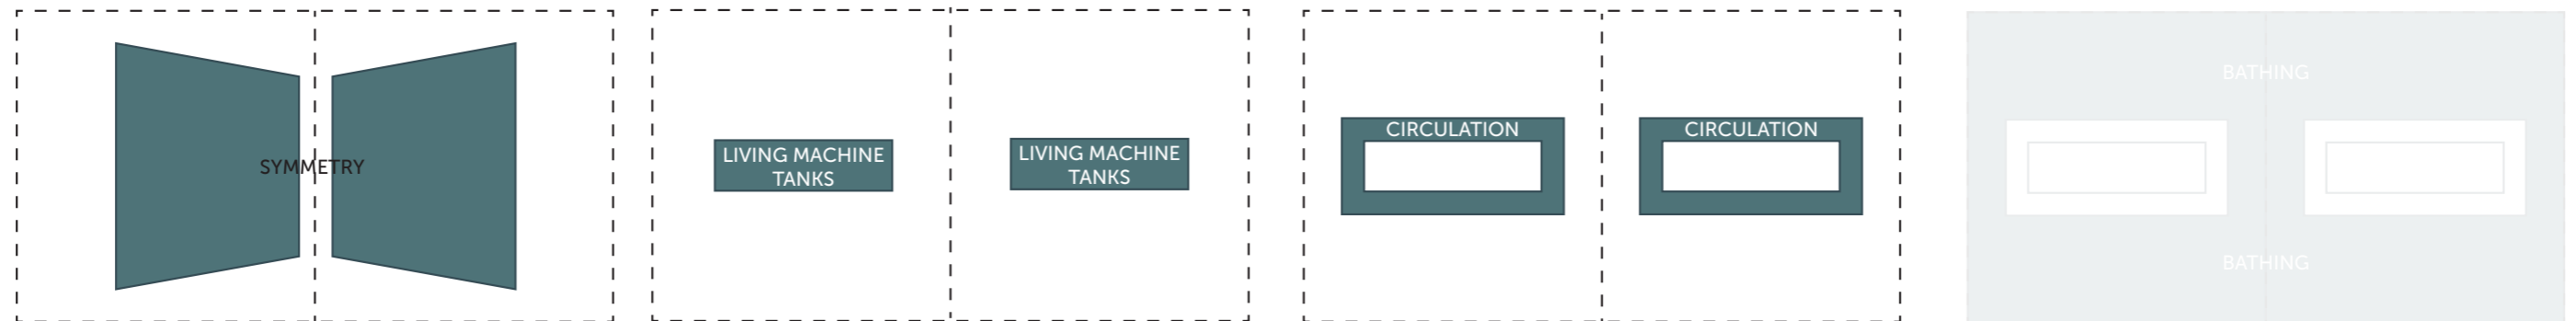 SYMMETRY
LIVING MACHINE
TANKS
LIVING MACHINE
TANKS
CIRCULATION
CIRCULATION
BATHING
BATHING